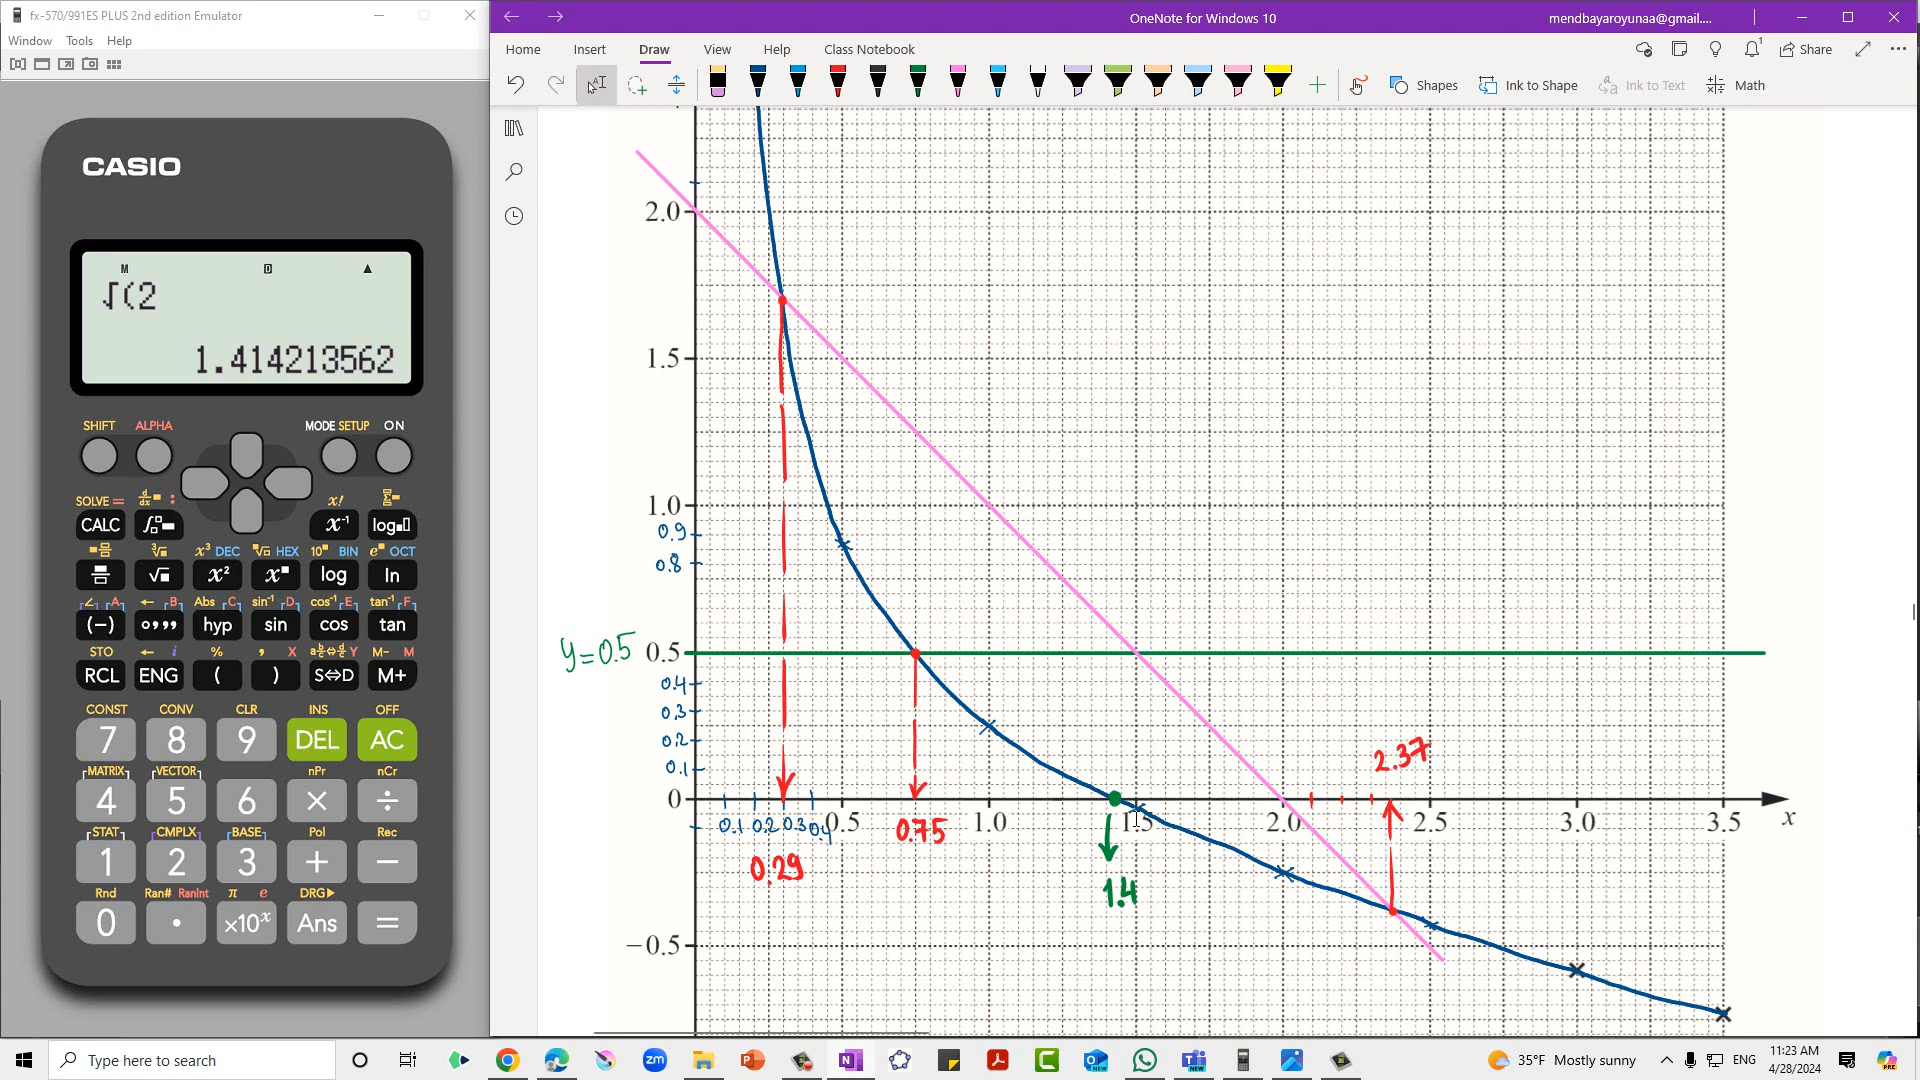 fx-570/991ES PLUS 2nd edition Emulator
Window Tools Help
CASIO
M D ▲
√(2
1.414213562
SHIFT ALPHA MODE SETUP ON
SOLVE = d/dx : x! Σ
CALC ∫ x⁻¹ log
³√ x³ DEC ˣ√ HEX 10 BIN e OCT
√ x² x log ln
∠ A ← B Abs C sin⁻¹ D cos⁻¹ E tan⁻¹ F
(−) ° ’ ’’ hyp sin cos tan
STO ← i % , X a b/c⇔d/c Y M− M
RCL ENG ( ) S⇔D M+
CONST CONV CLR INS OFF
7 8 9 DEL AC
MATRIX VECTOR nPr nCr
4 5 6 × ÷
STAT CMPLX BASE Pol Rec
1 2 3 + −
Rnd Ran# RanInt π e DRG▶
0 . ×10ˣ Ans =
OneNote for Windows 10
mendbayaroyunaa@gmail....
Home Insert Draw View Help Class Notebook
1 Share
Shapes Ink to Shape Ink to Text Math
2.0
1.5
1.0
0.9
0.8
y=0.5 0.5
0.4
0.3
0.2
0.1
2.37
0
0.1 0.2 0.3 0.4 0.5 0.75 1.0 1.5 2.0 2.5 3.0 3.5 x
0.29
1.4
−0.5
Type here to search
35°F Mostly sunny
ENG
11:23 AM
4/28/2024